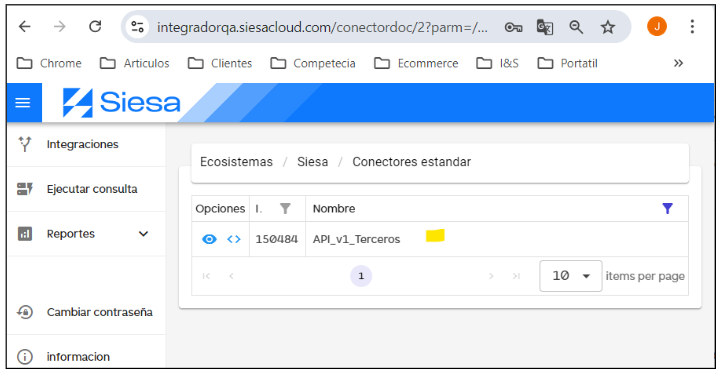 integradorqa.siesacloud.com/conectordoc/2?parm=/...
J
Chrome Articulos Clientes Competecia Ecommerce I&S Portatil »
Siesa
Integraciones
Ecosistemas / Siesa / Conectores estandar
Ejecutar consulta
Opciones I. Nombre
Reportes
150484 API_v1_Terceros
1 10 items per page
Cambiar contraseña
informacion